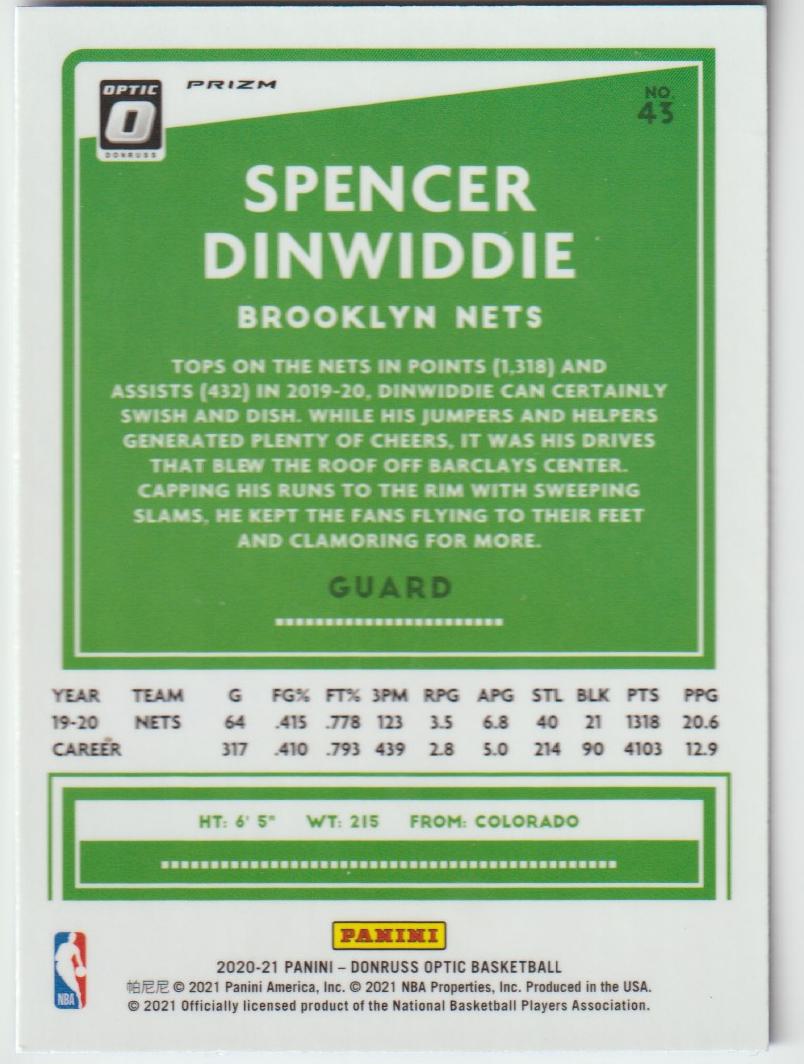 OPTIC
O
DONRUSS
PRIZM
NO.
43
SPENCER
DINWIDDIE
BROOKLYN NETS
TOPS ON THE NETS IN POINTS (1,318) AND
ASSISTS (432) IN 2019-20, DINWIDDIE CAN CERTAINLY
SWISH AND DISH. WHILE HIS JUMPERS AND HELPERS
GENERATED PLENTY OF CHEERS, IT WAS HIS DRIVES
THAT BLEW THE ROOF OFF BARCLAYS CENTER.
CAPPING HIS RUNS TO THE RIM WITH SWEEPING
SLAMS, HE KEPT THE FANS FLYING TO THEIR FEET
AND CLAMORING FOR MORE.
GUARD
YEAR TEAM G FG% FT% 3PM RPG APG STL BLK PTS PPG
19-20 NETS 64 .415 .778 123 3.5 6.8 40 21 1318 20.6
CAREER 317 .410 .793 439 2.8 5.0 214 90 4103 12.9
HT: 6' 5" WT: 215 FROM: COLORADO
PANINI
NBA
2020-21 PANINI – DONRUSS OPTIC BASKETBALL
帕尼尼 © 2021 Panini America, Inc. © 2021 NBA Properties, Inc. Produced in the USA.
© 2021 Officially licensed product of the National Basketball Players Association.